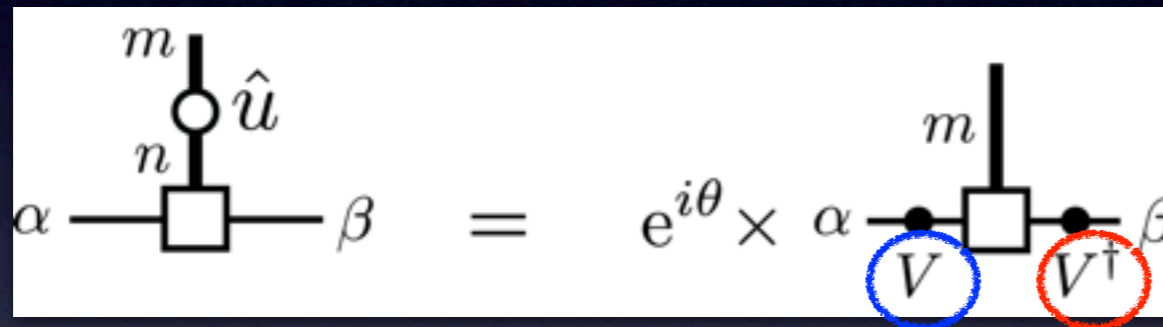 m
û
n
α β = e^{iθ} × α m β
V V†